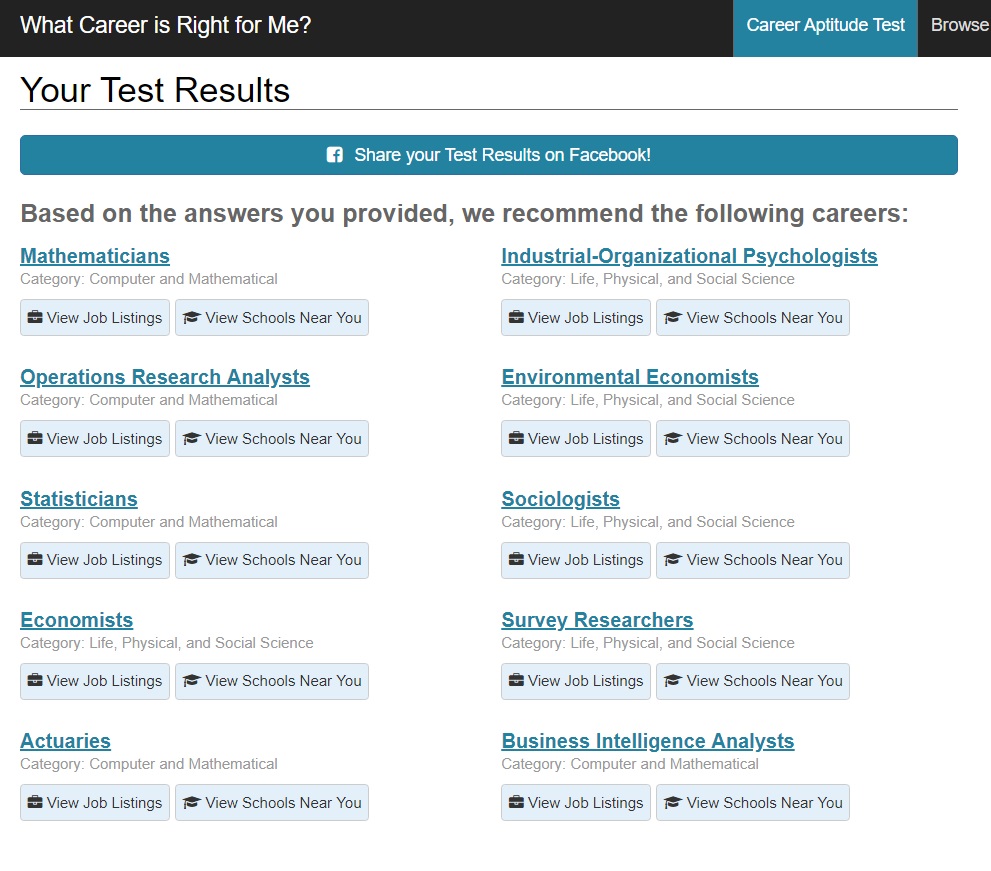 What Career is Right for Me?
Career Aptitude Test
Browse
Your Test Results
Share your Test Results on Facebook!
Based on the answers you provided, we recommend the following careers:
Mathematicians
Category: Computer and Mathematical
View Job Listings
View Schools Near You
Industrial-Organizational Psychologists
Category: Life, Physical, and Social Science
View Job Listings
View Schools Near You
Operations Research Analysts
Category: Computer and Mathematical
View Job Listings
View Schools Near You
Environmental Economists
Category: Life, Physical, and Social Science
View Job Listings
View Schools Near You
Statisticians
Category: Computer and Mathematical
View Job Listings
View Schools Near You
Sociologists
Category: Life, Physical, and Social Science
View Job Listings
View Schools Near You
Economists
Category: Life, Physical, and Social Science
View Job Listings
View Schools Near You
Survey Researchers
Category: Life, Physical, and Social Science
View Job Listings
View Schools Near You
Actuaries
Category: Computer and Mathematical
View Job Listings
View Schools Near You
Business Intelligence Analysts
Category: Computer and Mathematical
View Job Listings
View Schools Near You